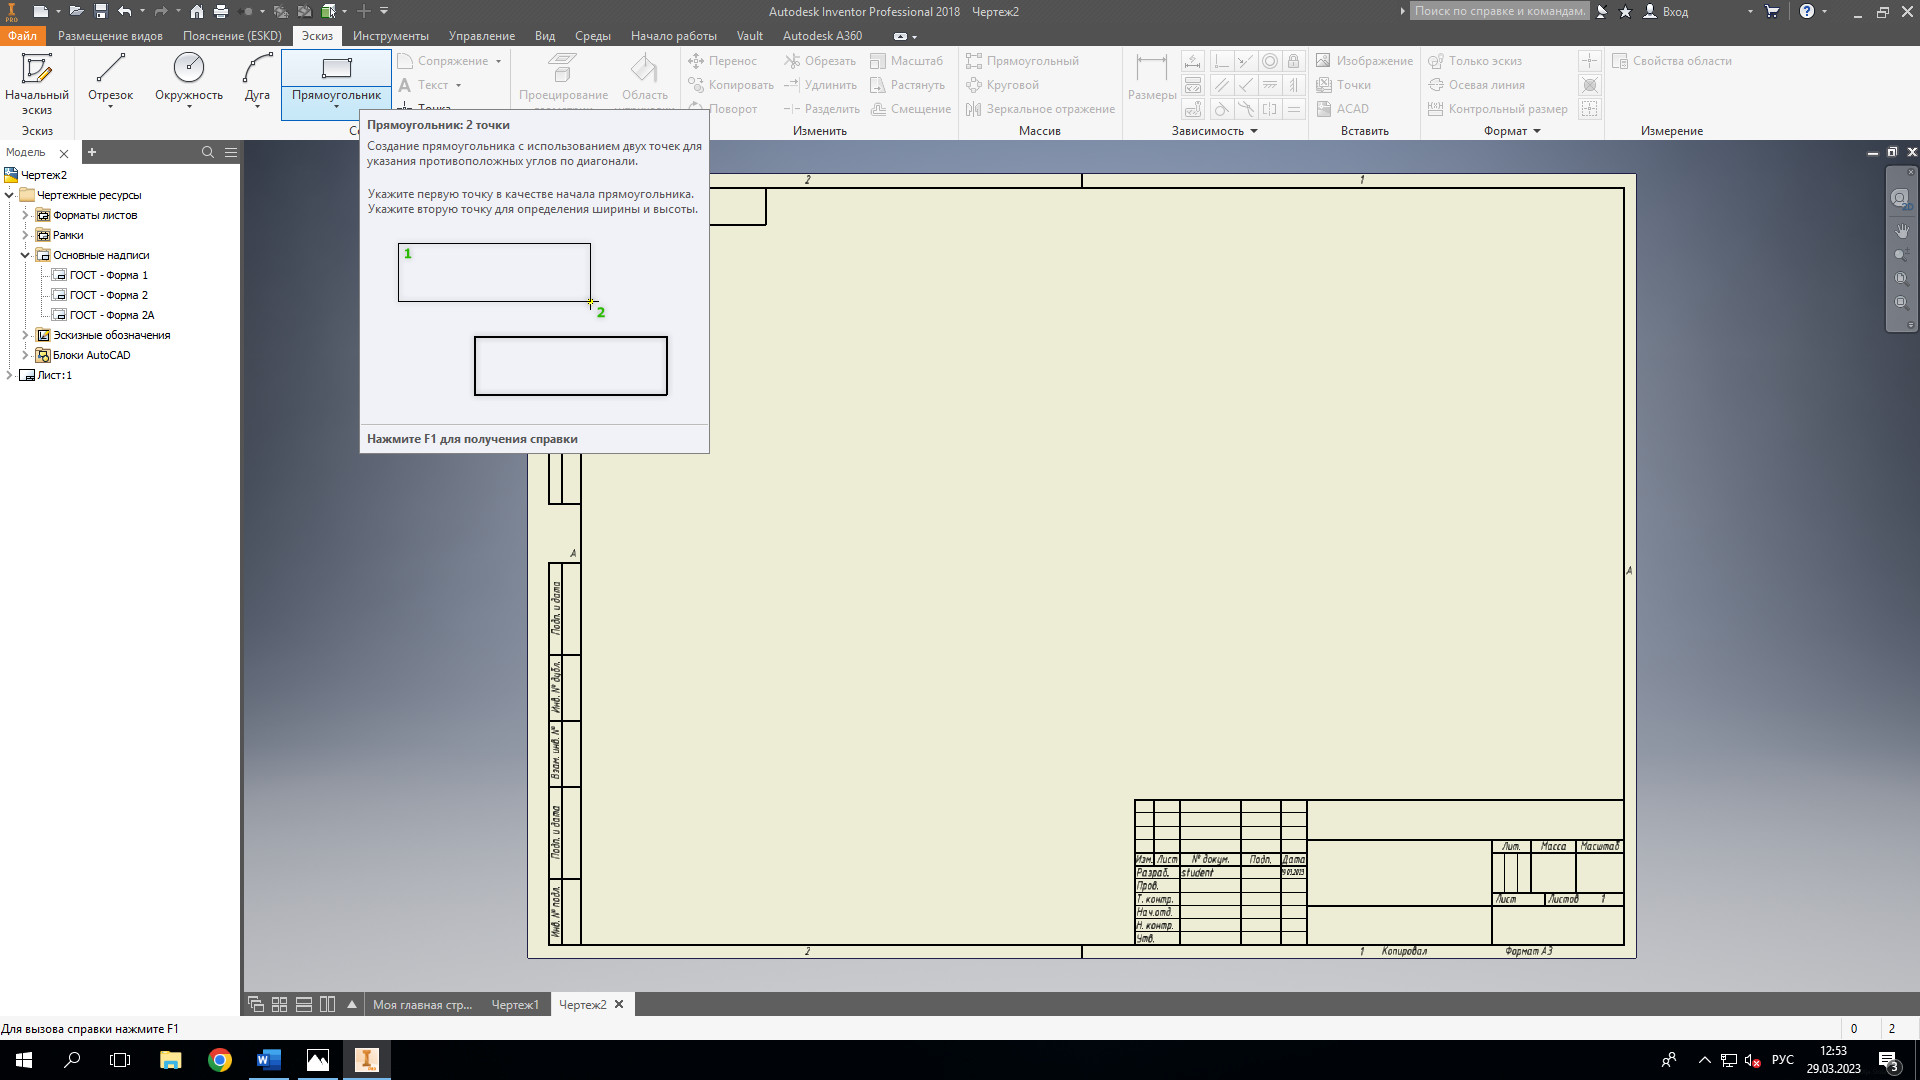 Autodesk Inventor Professional 2018 Чертеж2
Поиск по справке и командам.
Вход
Файл
Размещение видов
Пояснение (ESKD)
Эскиз
Инструменты
Управление
Вид
Среды
Начало работы
Vault
Autodesk A360
Начальный
эскиз
Отрезок
Окружность
Дуга
Прямоугольник
Сопряжение
Текст
Точка
Проецирование
Область
Перенос
Копировать
Поворот
Обрезать
Удлинить
Разделить
Масштаб
Растянуть
Смещение
Прямоугольный
Круговой
Зеркальное отражение
Размеры
Изображение
Точки
ACAD
Только эскиз
Осевая линия
Контрольный размер
Свойства области
Эскиз
Изменить
Массив
Зависимость
Вставить
Формат
Измерение
Модель
Чертеж2
Чертежные ресурсы
Форматы листов
Рамки
Основные надписи
ГОСТ - Форма 1
ГОСТ - Форма 2
ГОСТ - Форма 2А
Эскизные обозначения
Блоки AutoCAD
Лист:1
Прямоугольник: 2 точки
Создание прямоугольника с использованием двух точек для
указания противоположных углов по диагонали.
Укажите первую точку в качестве начала прямоугольника.
Укажите вторую точку для определения ширины и высоты.
1
2
Нажмите F1 для получения справки
2
1
A
A
Подп. и дата
Инв. № дубл.
Взам. инв. №
Подп. и дата
Инв. № подл.
Изм. Лист № докум. Подп. Дата
Разраб. student
Пров.
Т. контр.
Нач.отд.
Н. контр.
Утв.
Лит. Масса Масштаб
Лист Листов 1
2
1 Копировал Формат А3
Моя главная стр...
Чертеж1
Чертеж2
Для вызова справки нажмите F1
0
2
РУС
12:53
29.03.2023
3